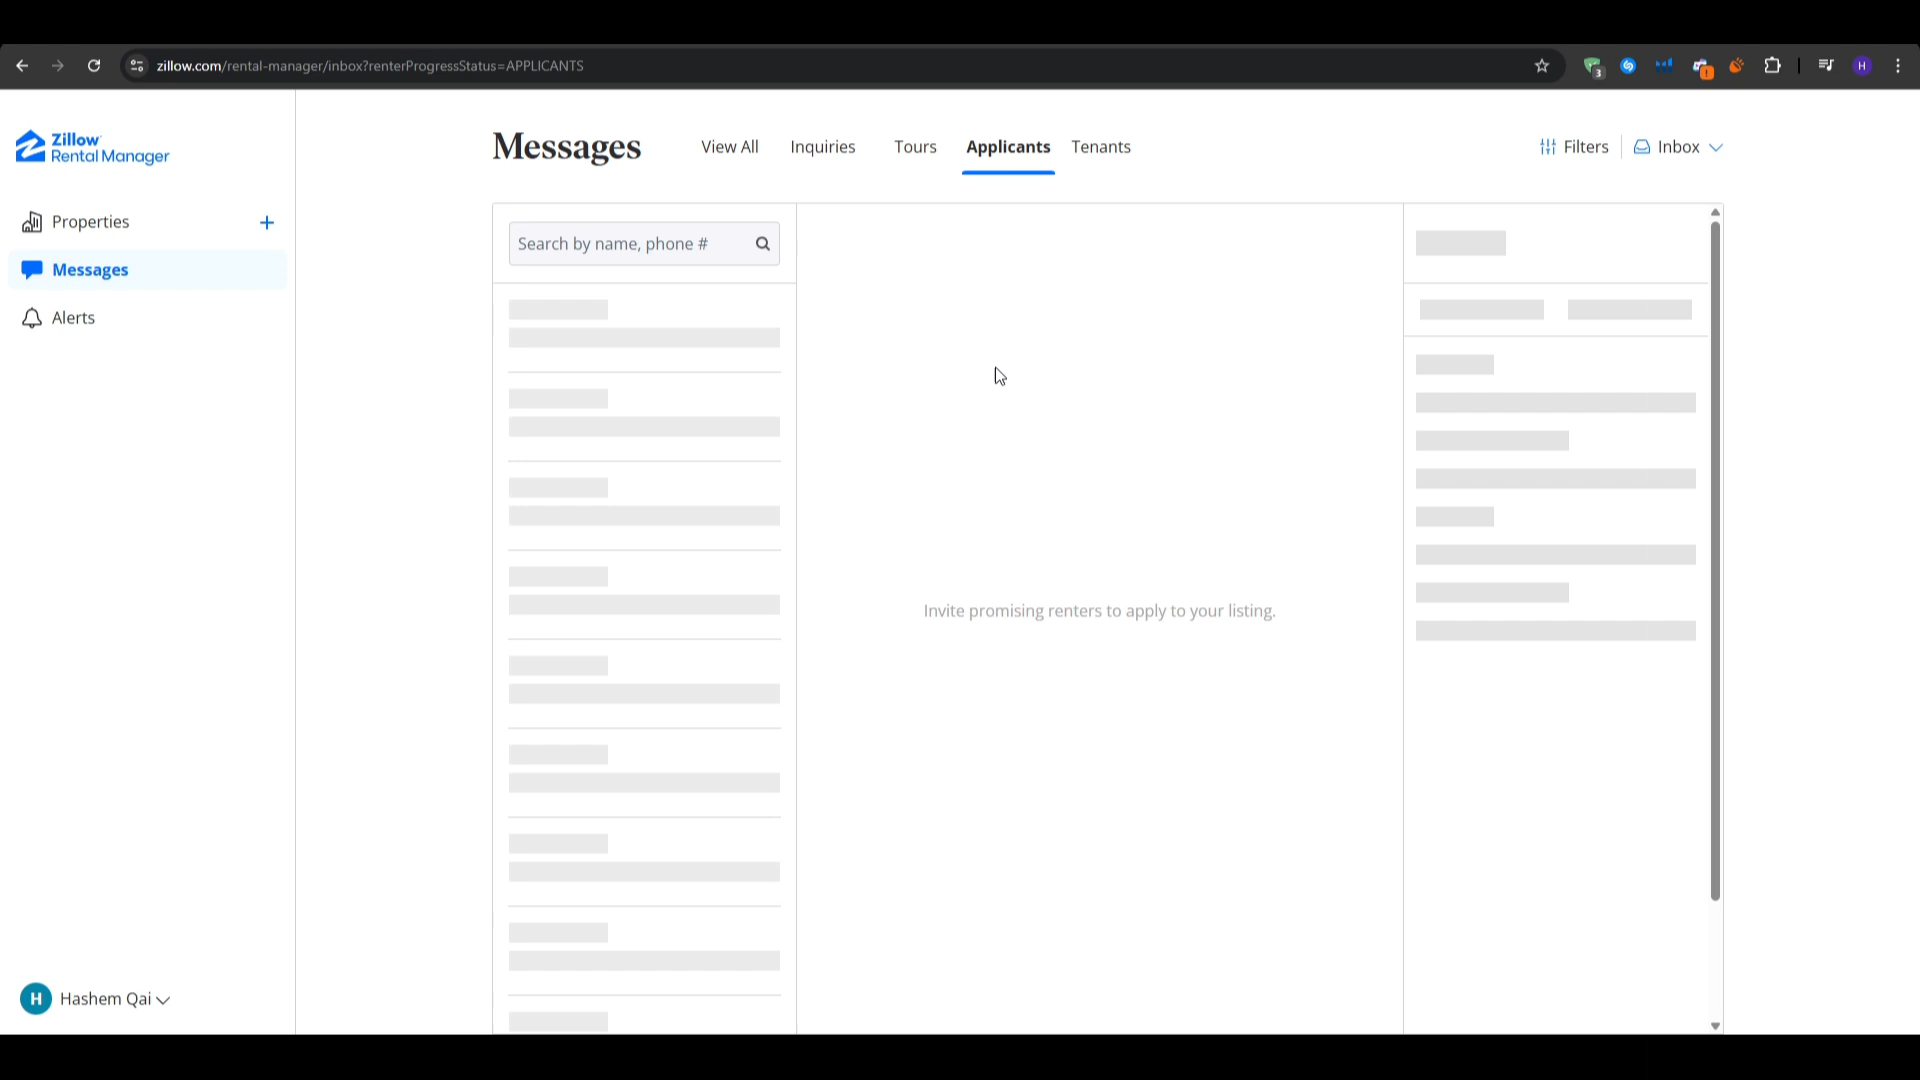 zillow.com/rental-manager/inbox?renterProgressStatus=APPLICANTS
3
!
H
Zillow
Rental Manager
Messages
View All
Inquiries
Tours
Applicants
Tenants
Filters
Inbox
Properties
Messages
Alerts
Search by name, phone #
Invite promising renters to apply to your listing.
H
Hashem Qai